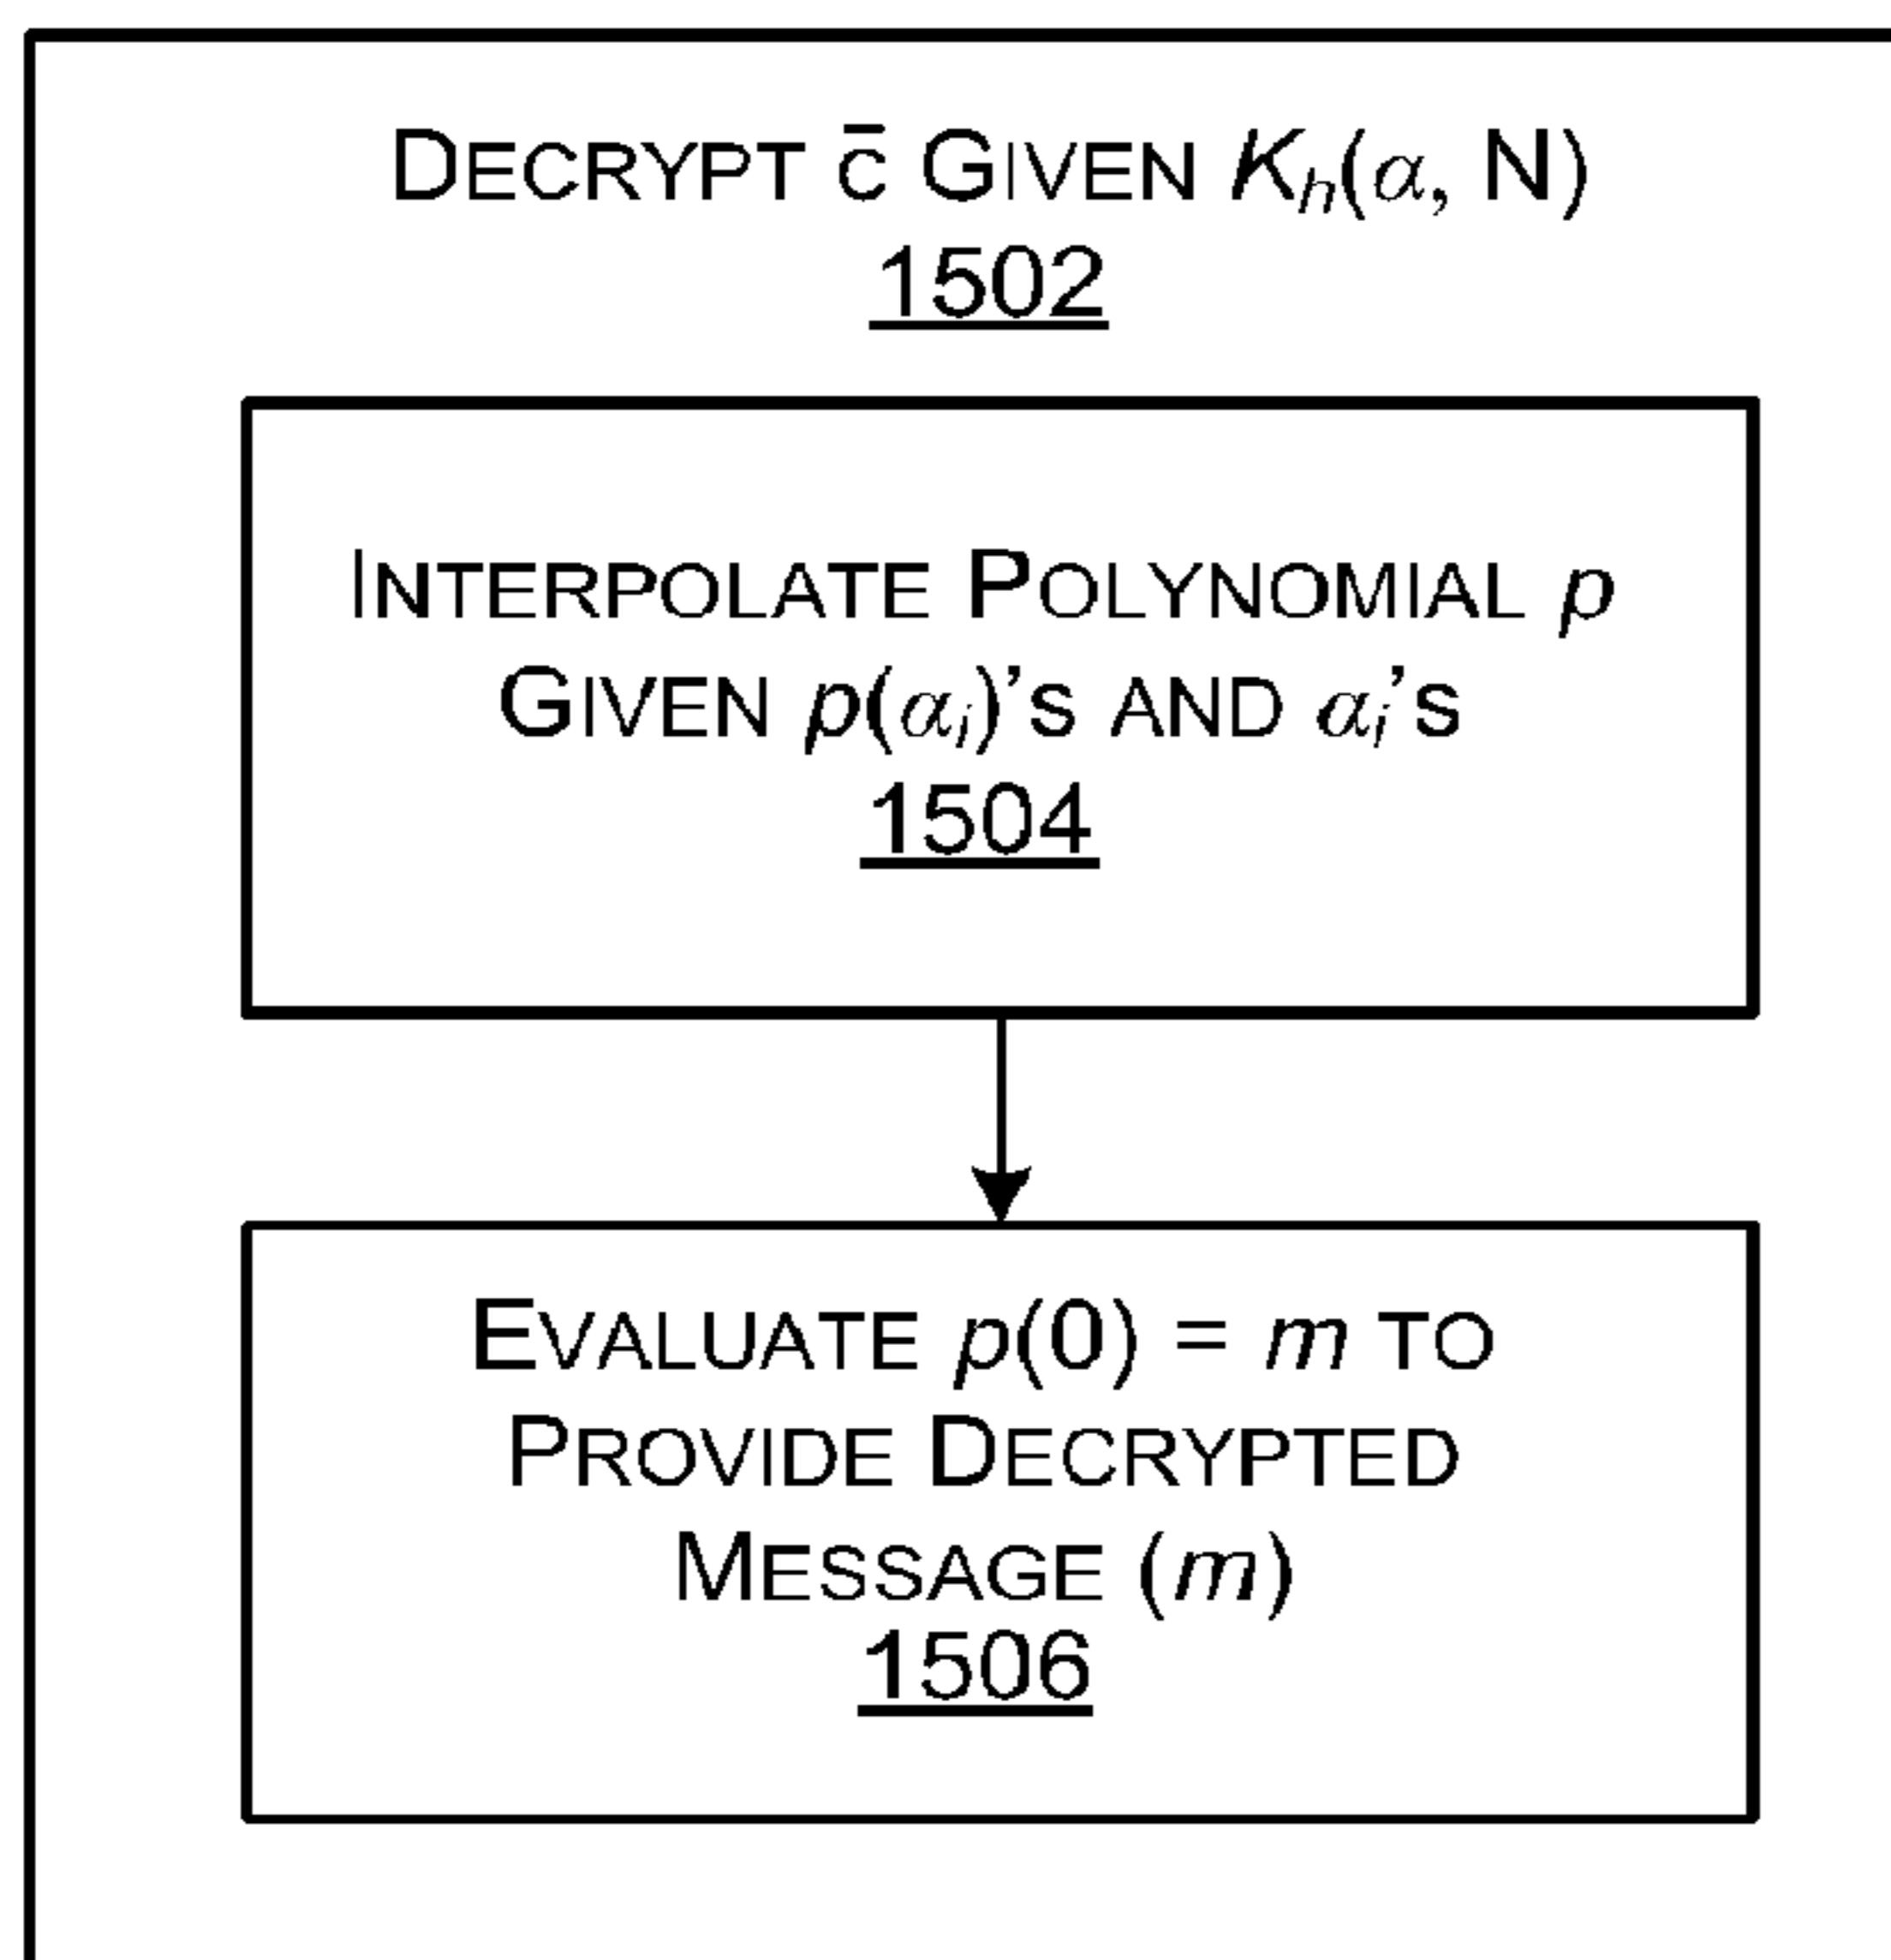 DECRYPT c̄ GIVEN Kₕ(α, N)
1502
INTERPOLATE POLYNOMIAL p
GIVEN p(αᵢ)’S AND αᵢ’S
1504
EVALUATE p(0) = m TO
PROVIDE DECRYPTED
MESSAGE (m)
1506